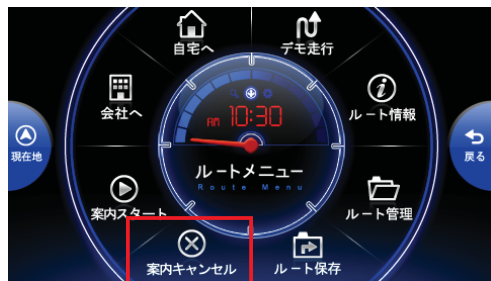 自宅へ
デモ走行
会社へ
ルート情報
AM 10:30
現在地
戻る
ルートメニュー
Route Menu
案内スタート
ルート管理
案内キャンセル
ルート保存